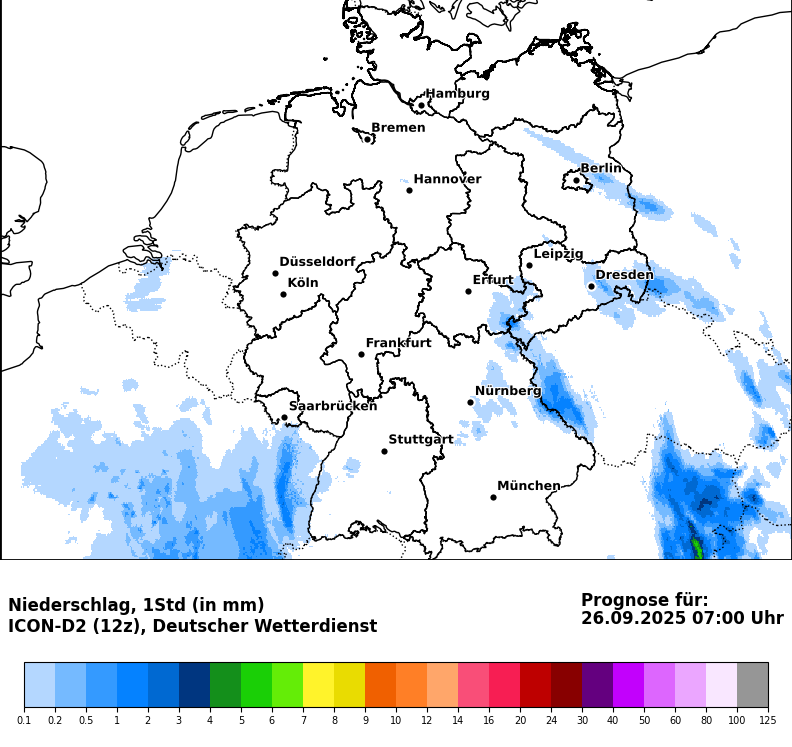 Hamburg
Bremen
Berlin
Hannover
Leipzig
Düsseldorf
Dresden
Köln
Erfurt
Frankfurt
Nürnberg
Saarbrücken
Stuttgart
München
Niederschlag, 1Std (in mm)
ICON-D2 (12z), Deutscher Wetterdienst
Prognose für:
26.09.2025 07:00 Uhr
0.1 0.2 0.5 1 2 3 4 5 6 7 8 9 10 12 14 16 20 24 30 40 50 60 80 100 125